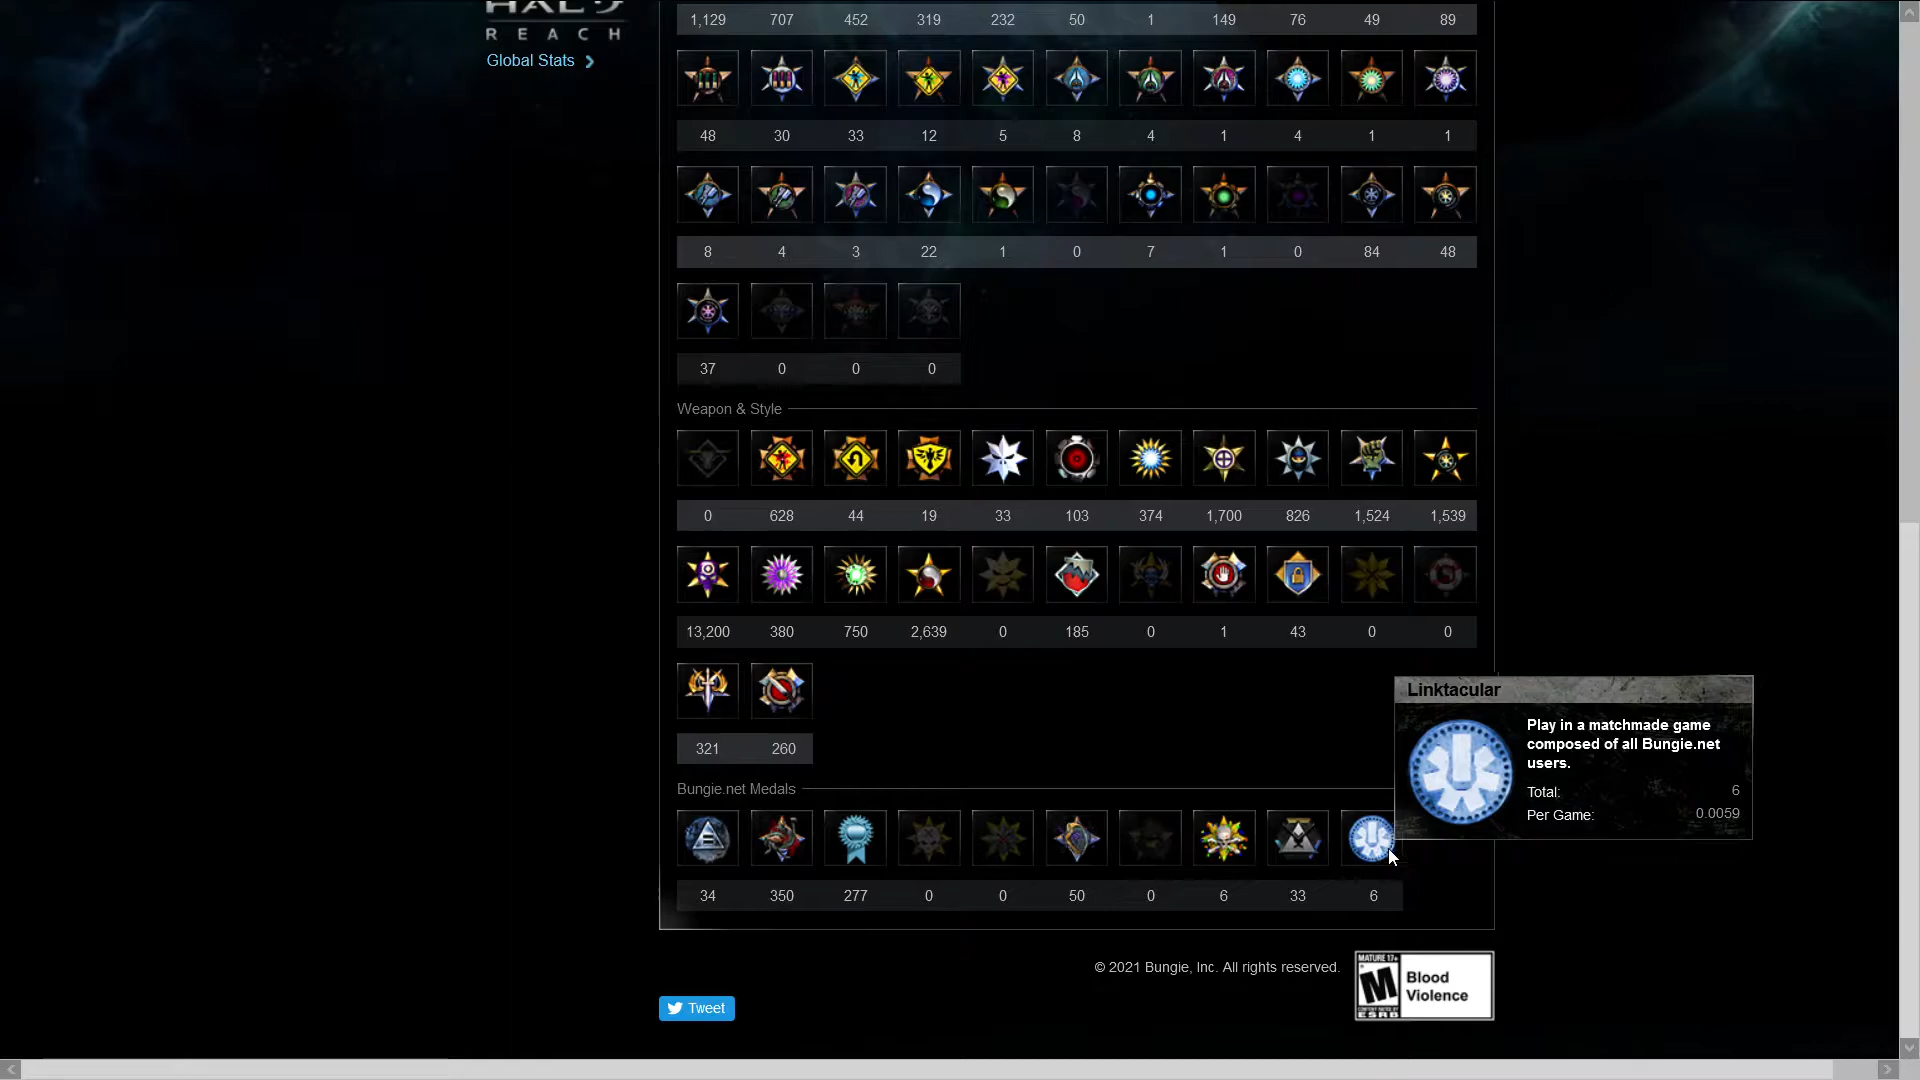 HALO
REACH
Global Stats
1,129 707 452 319 232 50 1 149 76 49 89
48 30 33 12 5 8 4 1 4 1 1
8 4 3 22 1 0 7 1 0 84 48
37 0 0 0
Weapon & Style
0 628 44 19 33 103 374 1,700 826 1,524 1,539
13,200 380 750 2,639 0 185 0 1 43 0 0
321 260
Linktacular
Play in a matchmade game
composed of all Bungie.net
users.
Total: 6
Per Game: 0.0059
Bungie.net Medals
34 350 277 0 0 50 0 6 33 6
© 2021 Bungie, Inc. All rights reserved.
MATURE 17+
M
ESRB
Blood
Violence
Tweet